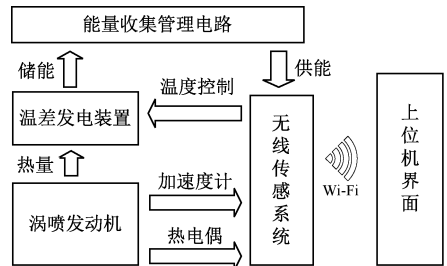 能量收集管理电路
储能
供能
温度控制
温差发电装置
无线传感系统
上位机界面
热量
Wi-Fi
加速度计
涡喷发动机
热电偶